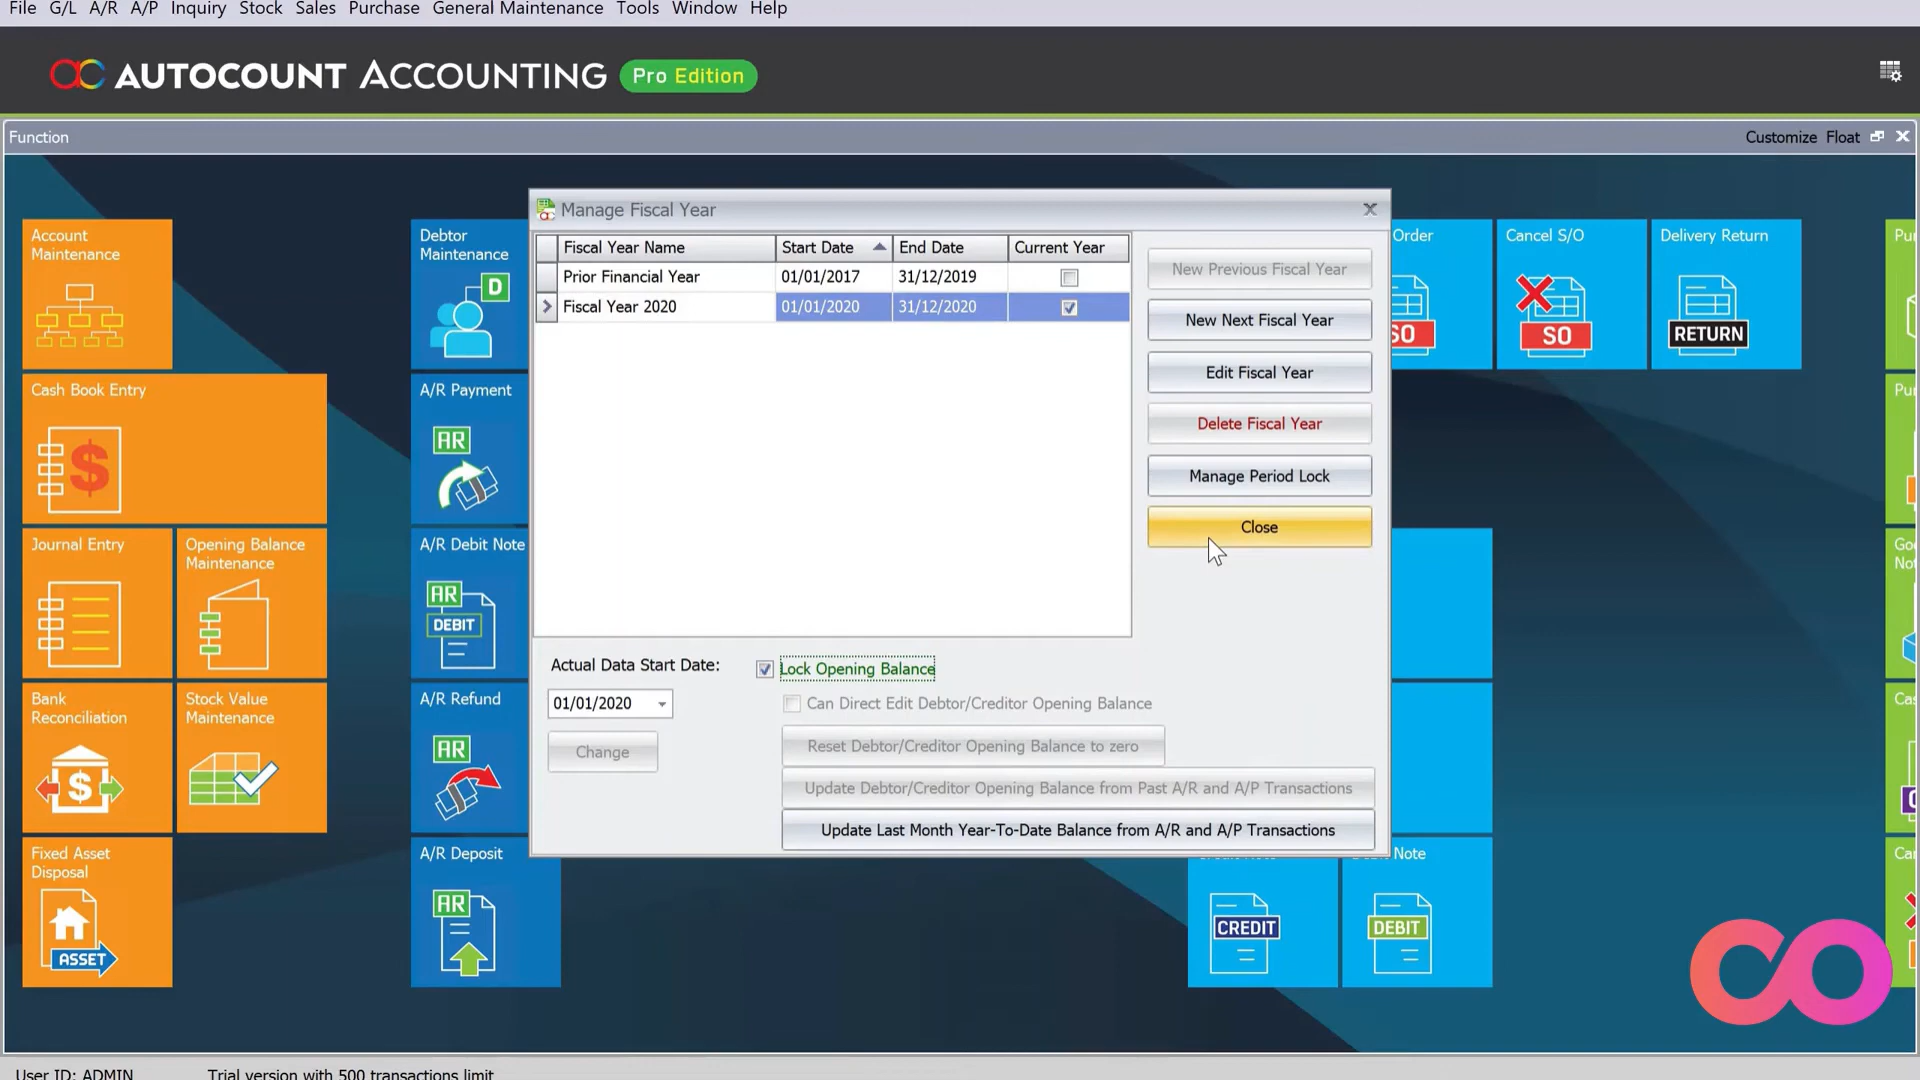 File G/L A/R A/P Inquiry Stock Sales Purchase General Maintenance Tools Window Help
AUTOCOUNT ACCOUNTING Pro Edition
Function
Customize Float
Account
Maintenance
Cash Book Entry
Journal Entry
Opening Balance
Maintenance
Bank
Reconciliation
Stock Value
Maintenance
Fixed Asset
Disposal
ASSET
Debtor
Maintenance
D
A/R Payment
AR
A/R Debit Note
AR
DEBIT
A/R Refund
AR
A/R Deposit
AR
Manage Fiscal Year
Fiscal Year Name Start Date End Date Current Year
Prior Financial Year 01/01/2017 31/12/2019
Fiscal Year 2020 01/01/2020 31/12/2020
New Previous Fiscal Year
New Next Fiscal Year
Edit Fiscal Year
Delete Fiscal Year
Manage Period Lock
Close
Actual Data Start Date:
01/01/2020
Change
Lock Opening Balance
Can Direct Edit Debtor/Creditor Opening Balance
Reset Debtor/Creditor Opening Balance to zero
Update Debtor/Creditor Opening Balance from Past A/R and A/P Transactions
Update Last Month Year-To-Date Balance from A/R and A/P Transactions
Order
SO
Cancel S/O
SO
Delivery Return
RETURN
CREDIT
Note
DEBIT
User ID: ADMIN
Trial version with 500 transactions limit